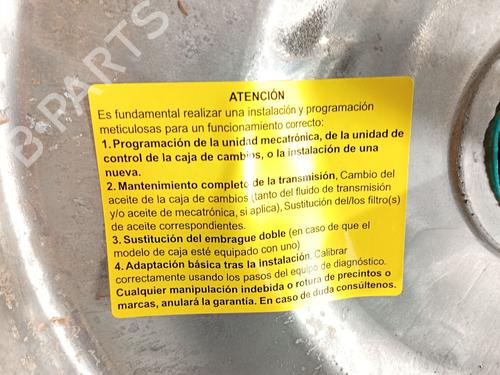 B-PARTS
ATENCIÓN
Es fundamental realizar una instalación y programación
meticulosas para un funcionamiento correcto:
1. Programación de la unidad mecatrónica, de la unidad de
control de la caja de cambios, o la instalación de una
nueva.
2. Mantenimiento completo de la transmisión, Cambio del
aceite de la caja de cambios (tanto del fluido de transmisión
y/o aceite de mecatrónica, si aplica), Sustitución del/los filtro(s)
de aceite correspondientes.
3. Sustitución del embrague doble (en caso de que el
modelo de caja esté equipado con uno)
4. Adaptación básica tras la instalación. Calibrar
correctamente usando los pasos del equipo de diagnóstico.
Cualquier manipulación indebida o rotura de precintos o
marcas, anulará la garantía. En caso de duda consúltenos.